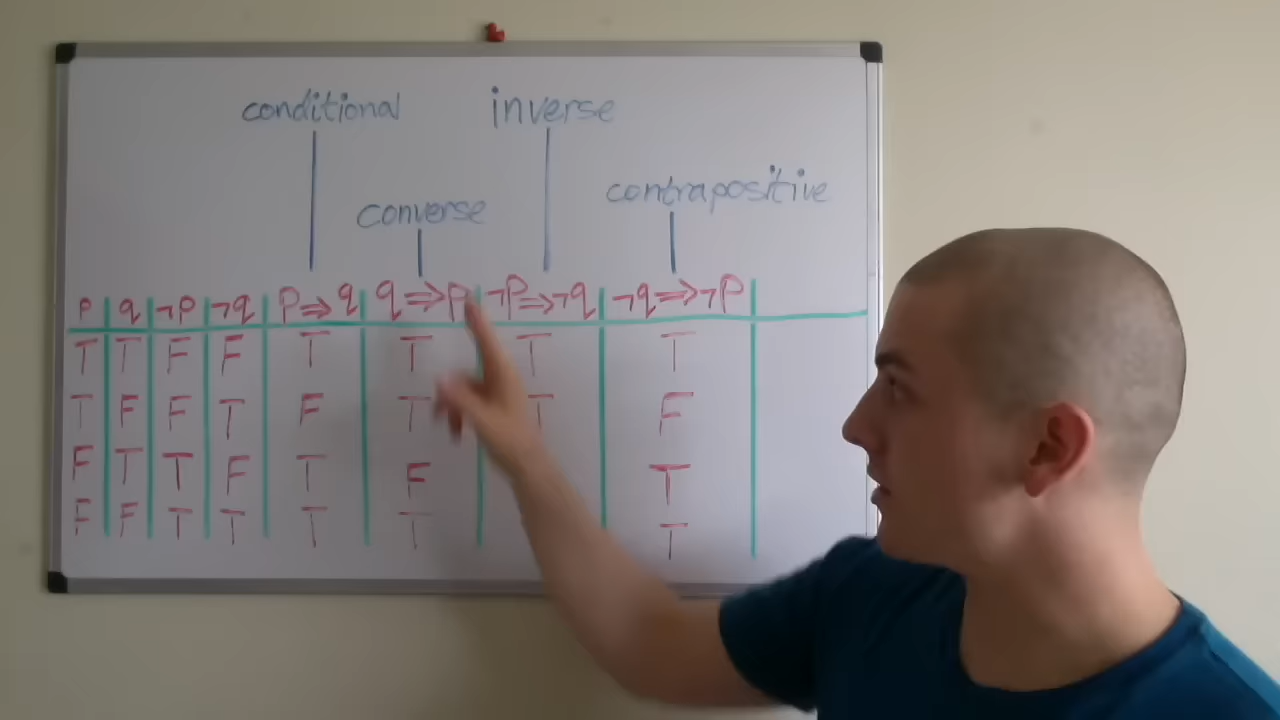 conditional inverse
converse contrapositive
p q ¬p ¬q p⇒q q⇒p ¬p⇒¬q ¬q⇒¬p
T T F F T T T T
T F F T F T T F
F T T F T F T
F F T T T T T